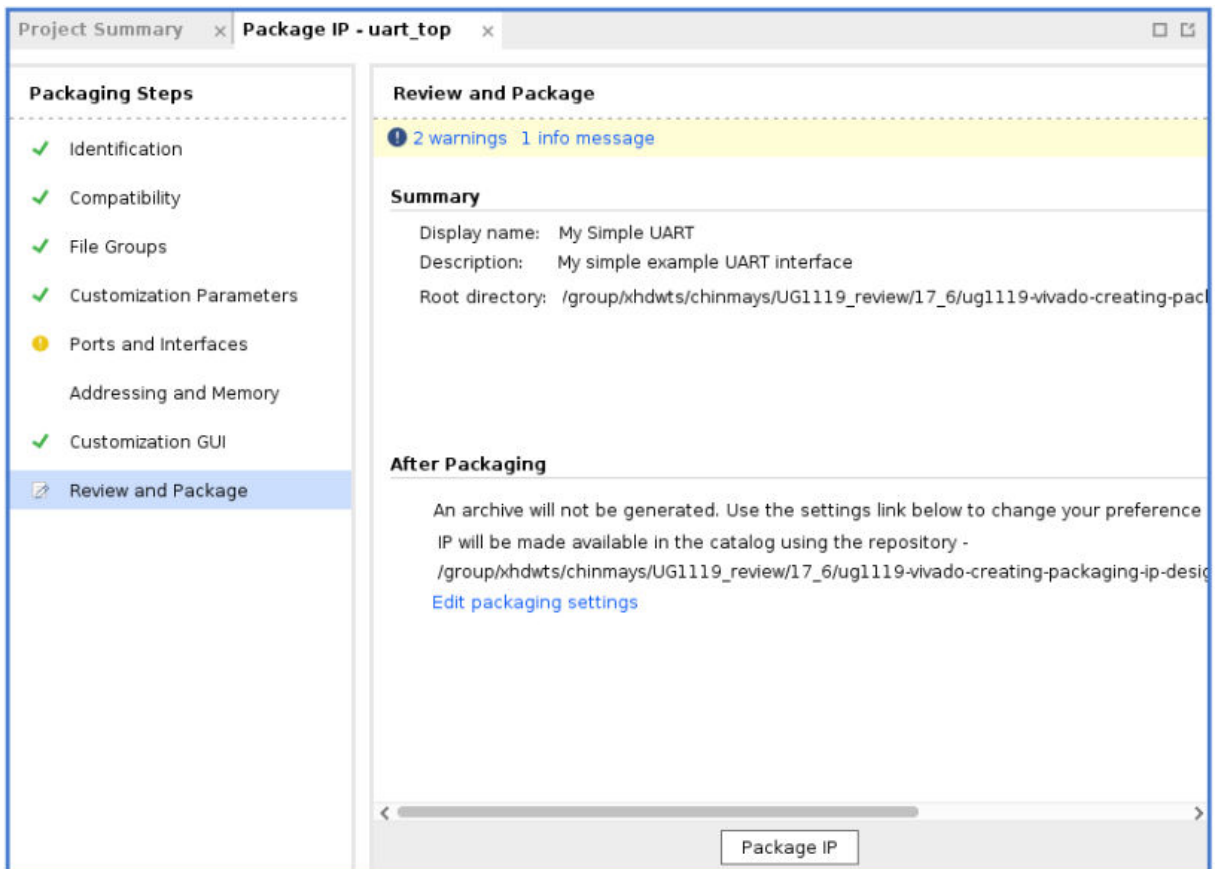 Project Summary
Package IP - uart_top
Packaging Steps
Identification
Compatibility
File Groups
Customization Parameters
Ports and Interfaces
Addressing and Memory
Customization GUI
Review and Package
Review and Package
2 warnings 1 info message
Summary
Display name: My Simple UART
Description: My simple example UART interface
Root directory: /group/xhdwts/chinmays/UG1119_review/17_6/ug1119-vivado-creating-pac
After Packaging
An archive will not be generated. Use the settings link below to change your preference
IP will be made available in the catalog using the repository -
/group/xhdwts/chinmays/UG1119_review/17_6/ug1119-vivado-creating-packaging-ip-desig
Edit packaging settings
Package IP